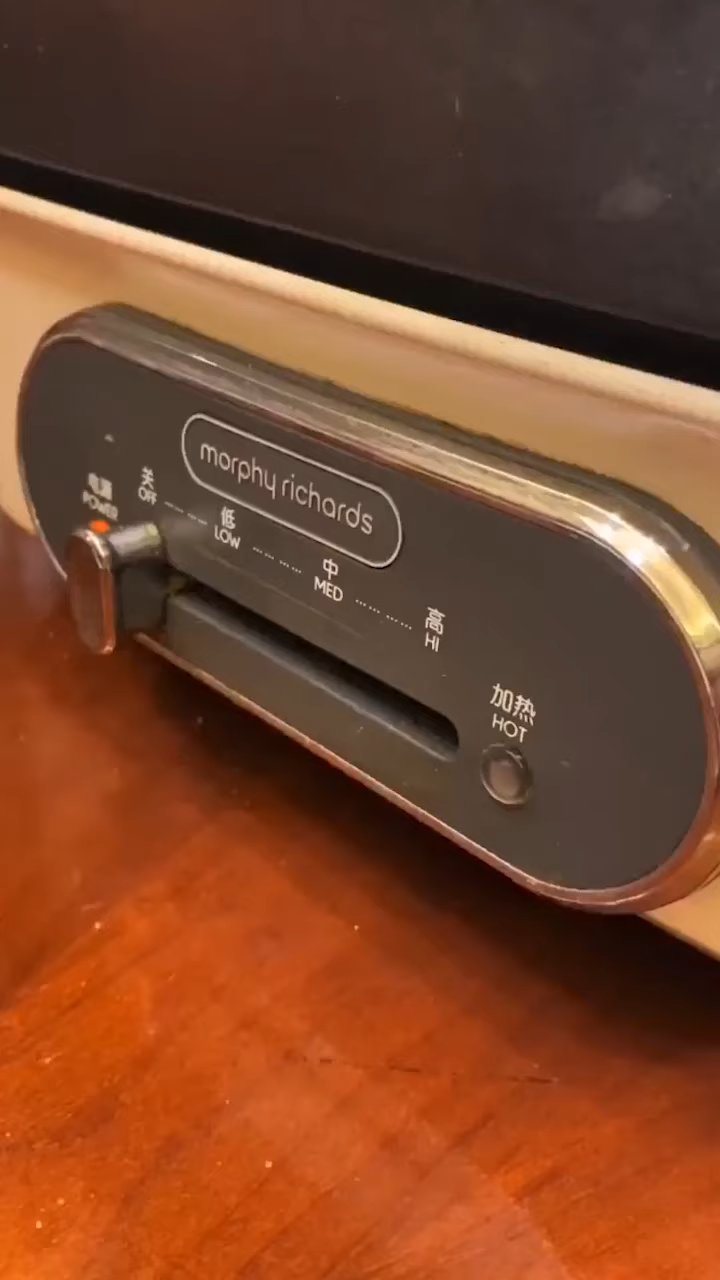 morphy richards
电源
POWER
关
OFF
低
LOW
中
MED
高
HI
加热
HOT